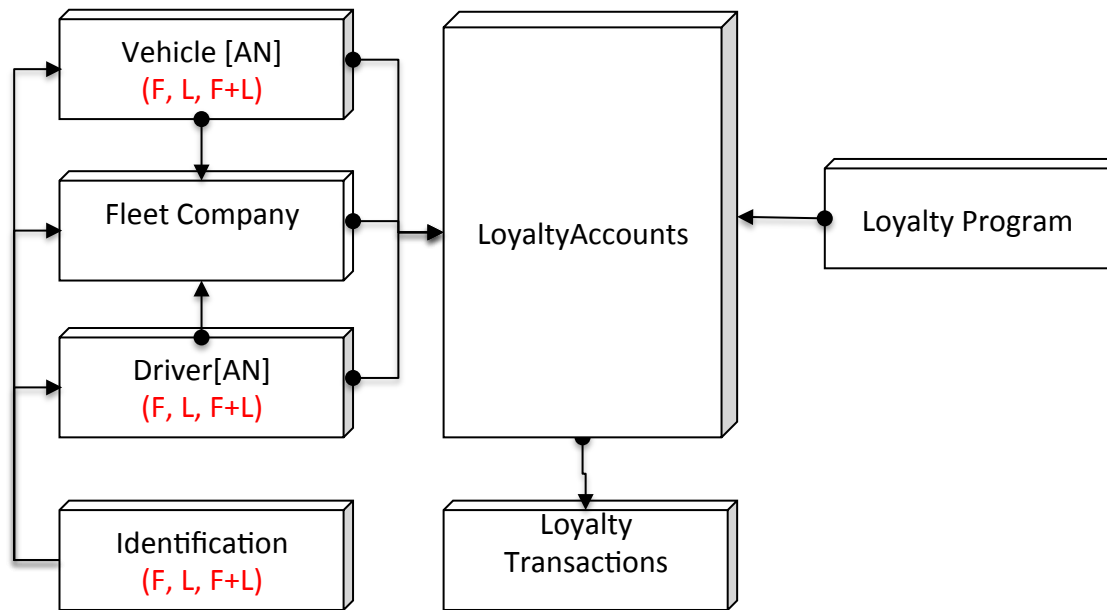 Vehicle [AN]
(F, L, F+L)
Fleet Company
Driver[AN]
(F, L, F+L)
Identification
(F, L, F+L)
LoyaltyAccounts
Loyalty
Transactions
Loyalty Program